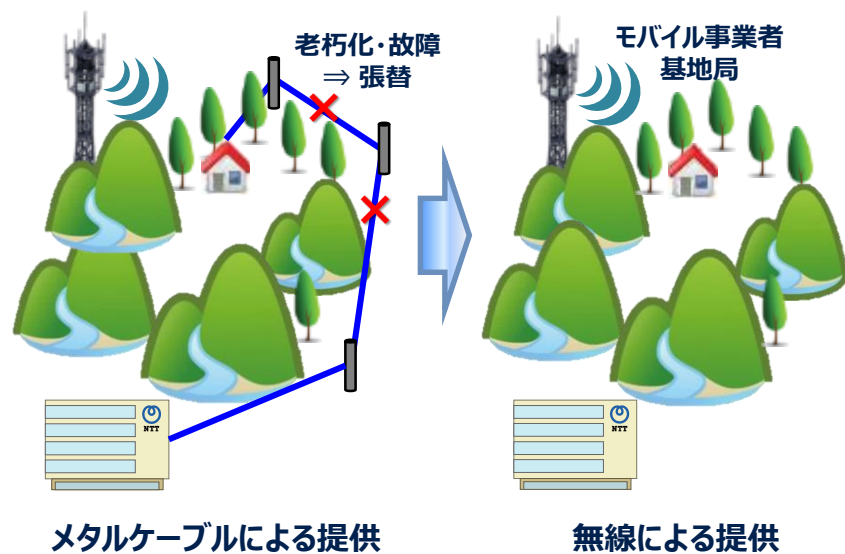 老朽化・故障
⇒ 張替
モバイル事業者
基地局
NTT
NTT
メタルケーブルによる提供
無線による提供